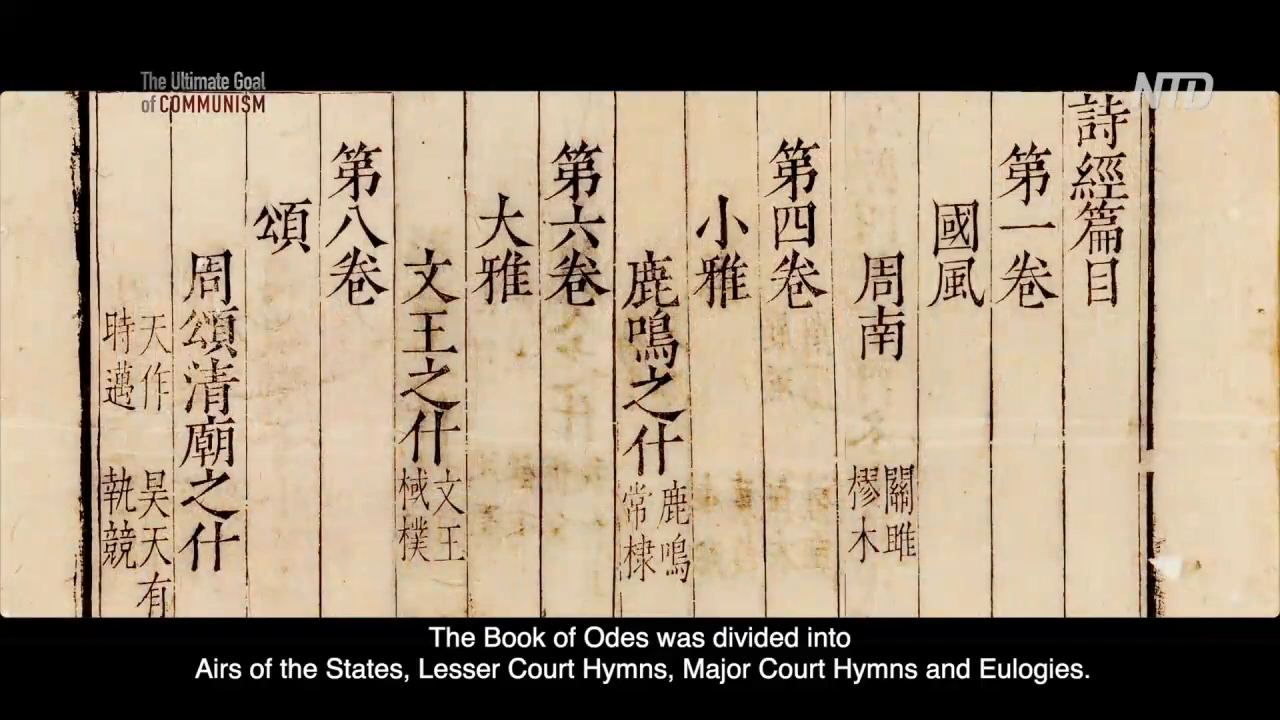 The Ultimate Goal
of COMMUNISM
NTD
詩經篇目
第一卷
國風
周南
關雎
樛木
第四卷
小雅
鹿鳴之什
鹿鳴
常棣
第六卷
大雅
文王之什
文王
棫樸
第八卷
頌
周頌清廟之什
天作
昊天有
時邁
執競
The Book of Odes was divided into
Airs of the States, Lesser Court Hymns, Major Court Hymns and Eulogies.